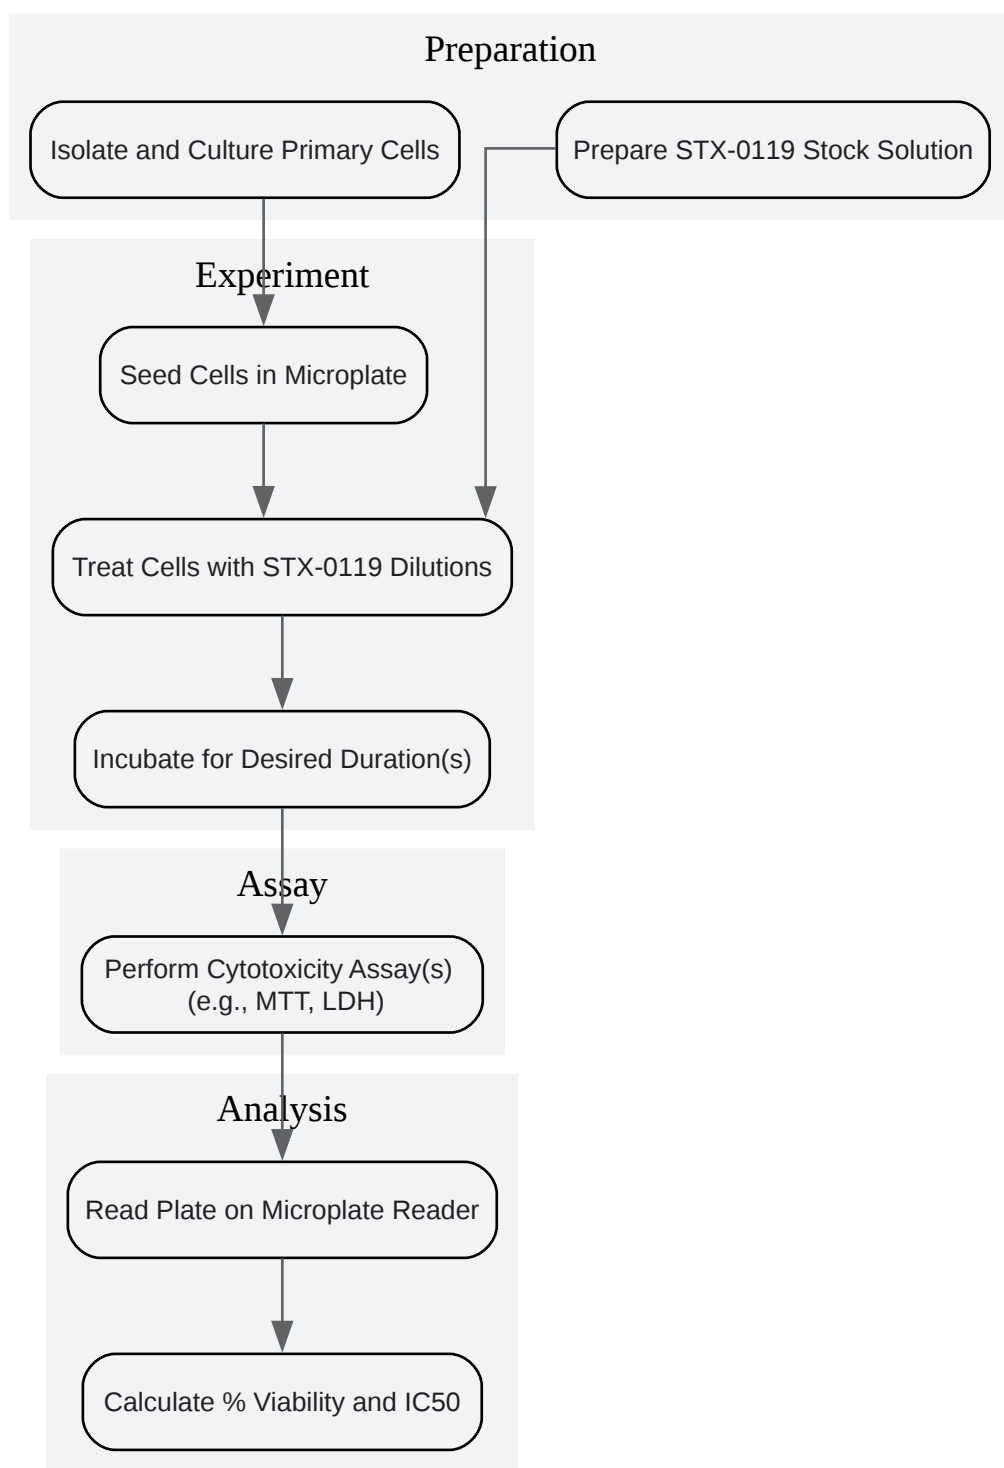 Preparation
Isolate and Culture Primary Cells
Prepare STX-0119 Stock Solution
Experiment
Seed Cells in Microplate
Treat Cells with STX-0119 Dilutions
Incubate for Desired Duration(s)
Assay
Perform Cytotoxicity Assay(s)
(e.g., MTT, LDH)
Analysis
Read Plate on Microplate Reader
Calculate % Viability and IC50